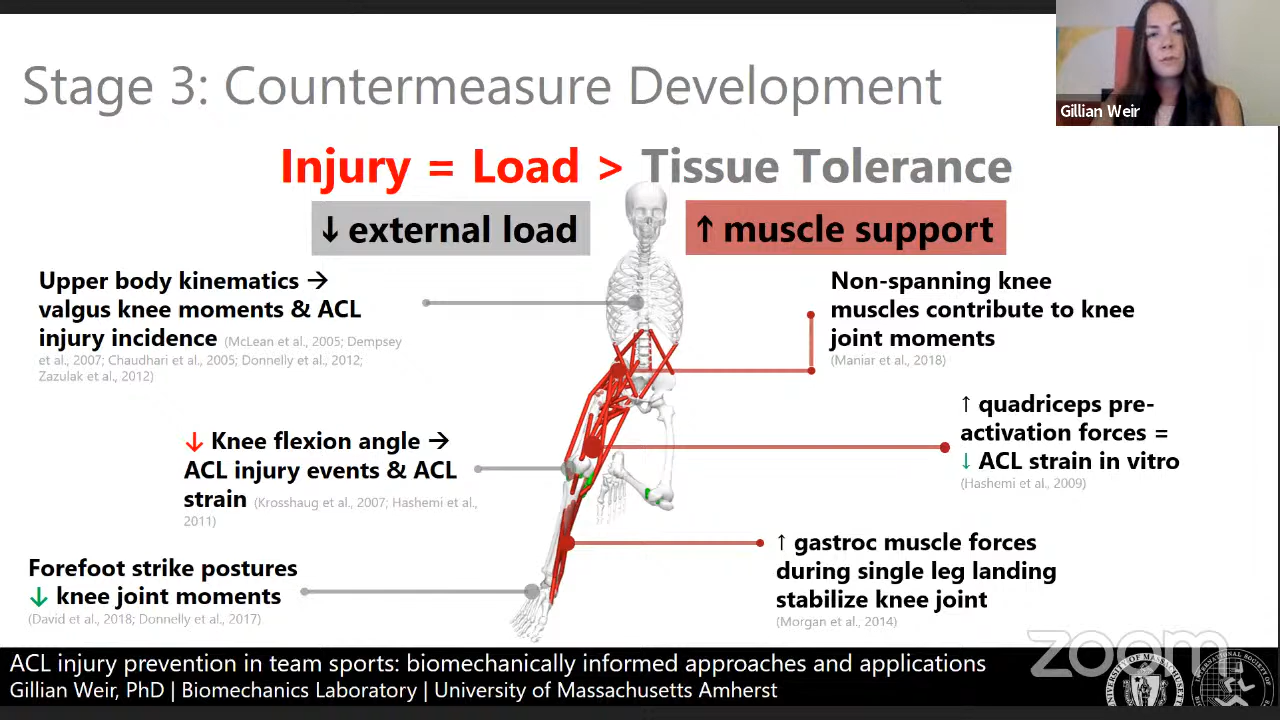 Stage 3: Countermeasure Development
Gillian Weir
Injury = Load > Tissue Tolerance
↓ external load
↑ muscle support
Upper body kinematics →
valgus knee moments & ACL
injury incidence (McLean et al., 2005; Dempsey
et al., 2007; Chaudhari et al., 2005; Donnelly et al., 2012;
Zazulak et al., 2012)
Non-spanning knee
muscles contribute to knee
joint moments
(Maniar et al., 2018)
↓ Knee flexion angle →
ACL injury events & ACL
strain (Krosshaug et al., 2007; Hashemi et al.,
2011)
↑ quadriceps pre-
activation forces =
↓ ACL strain in vitro
(Hashemi et al., 2009)
Forefoot strike postures
↓ knee joint moments
(David et al., 2018; Donnelly et al., 2017)
↑ gastroc muscle forces
during single leg landing
stabilize knee joint
(Morgan et al., 2014)
zoom
ACL injury prevention in team sports: biomechanically informed approaches and applications
Gillian Weir, PhD | Biomechanics Laboratory | University of Massachusetts Amherst